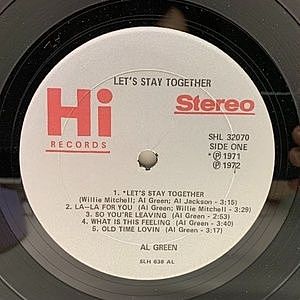 LET'S STAY TOGETHER
Hi
RECORDS
Stereo
SHL 32070
SIDE ONE
*℗ 1971
℗ 1972
1. *LET'S STAY TOGETHER
(Willie Mitchell; Al Green; Al Jackson - 3:15)
2. LA-LA FOR YOU (Al Green; Willie Mitchell - 3:29)
3. SO YOU'RE LEAVING (Al Green - 2:53)
4. WHAT IS THIS FEELING (Al Green - 3:40)
5. OLD TIME LOVIN (Al Green - 3:17)
AL GREEN
SLH 638 AL